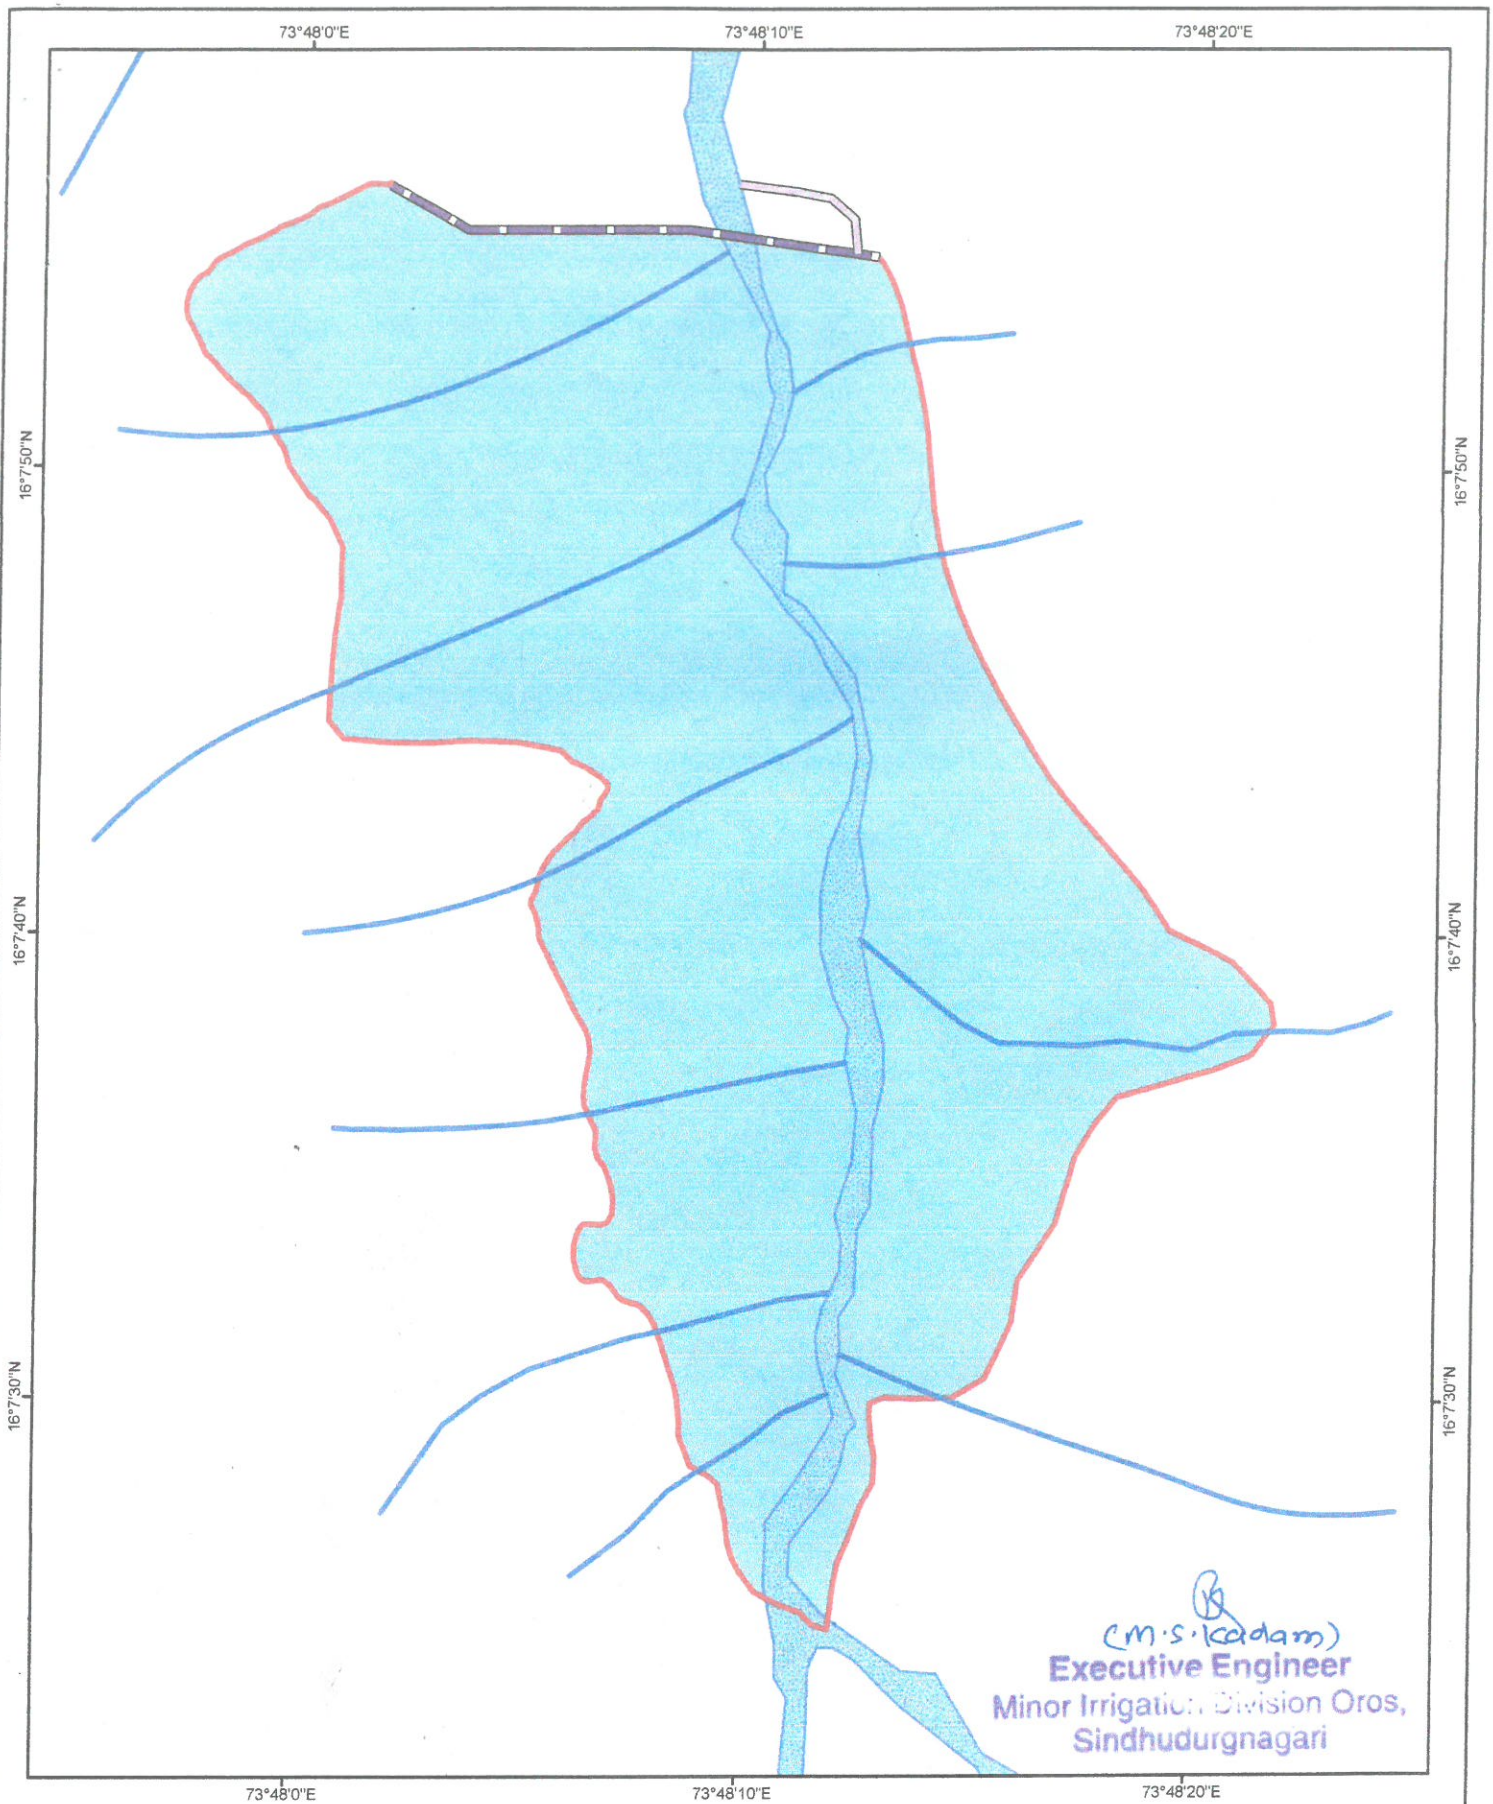 73°48'0"E 73°48'10"E 73°48'20"E
16°7'50"N 16°7'50"N
16°7'40"N 16°7'40"N
16°7'30"N 16°7'30"N
(M.S.Kadam)
Executive Engineer
Minor Irrigation Division Oros,
Sindhudurgnagari
73°48'0"E 73°48'10"E 73°48'20"E